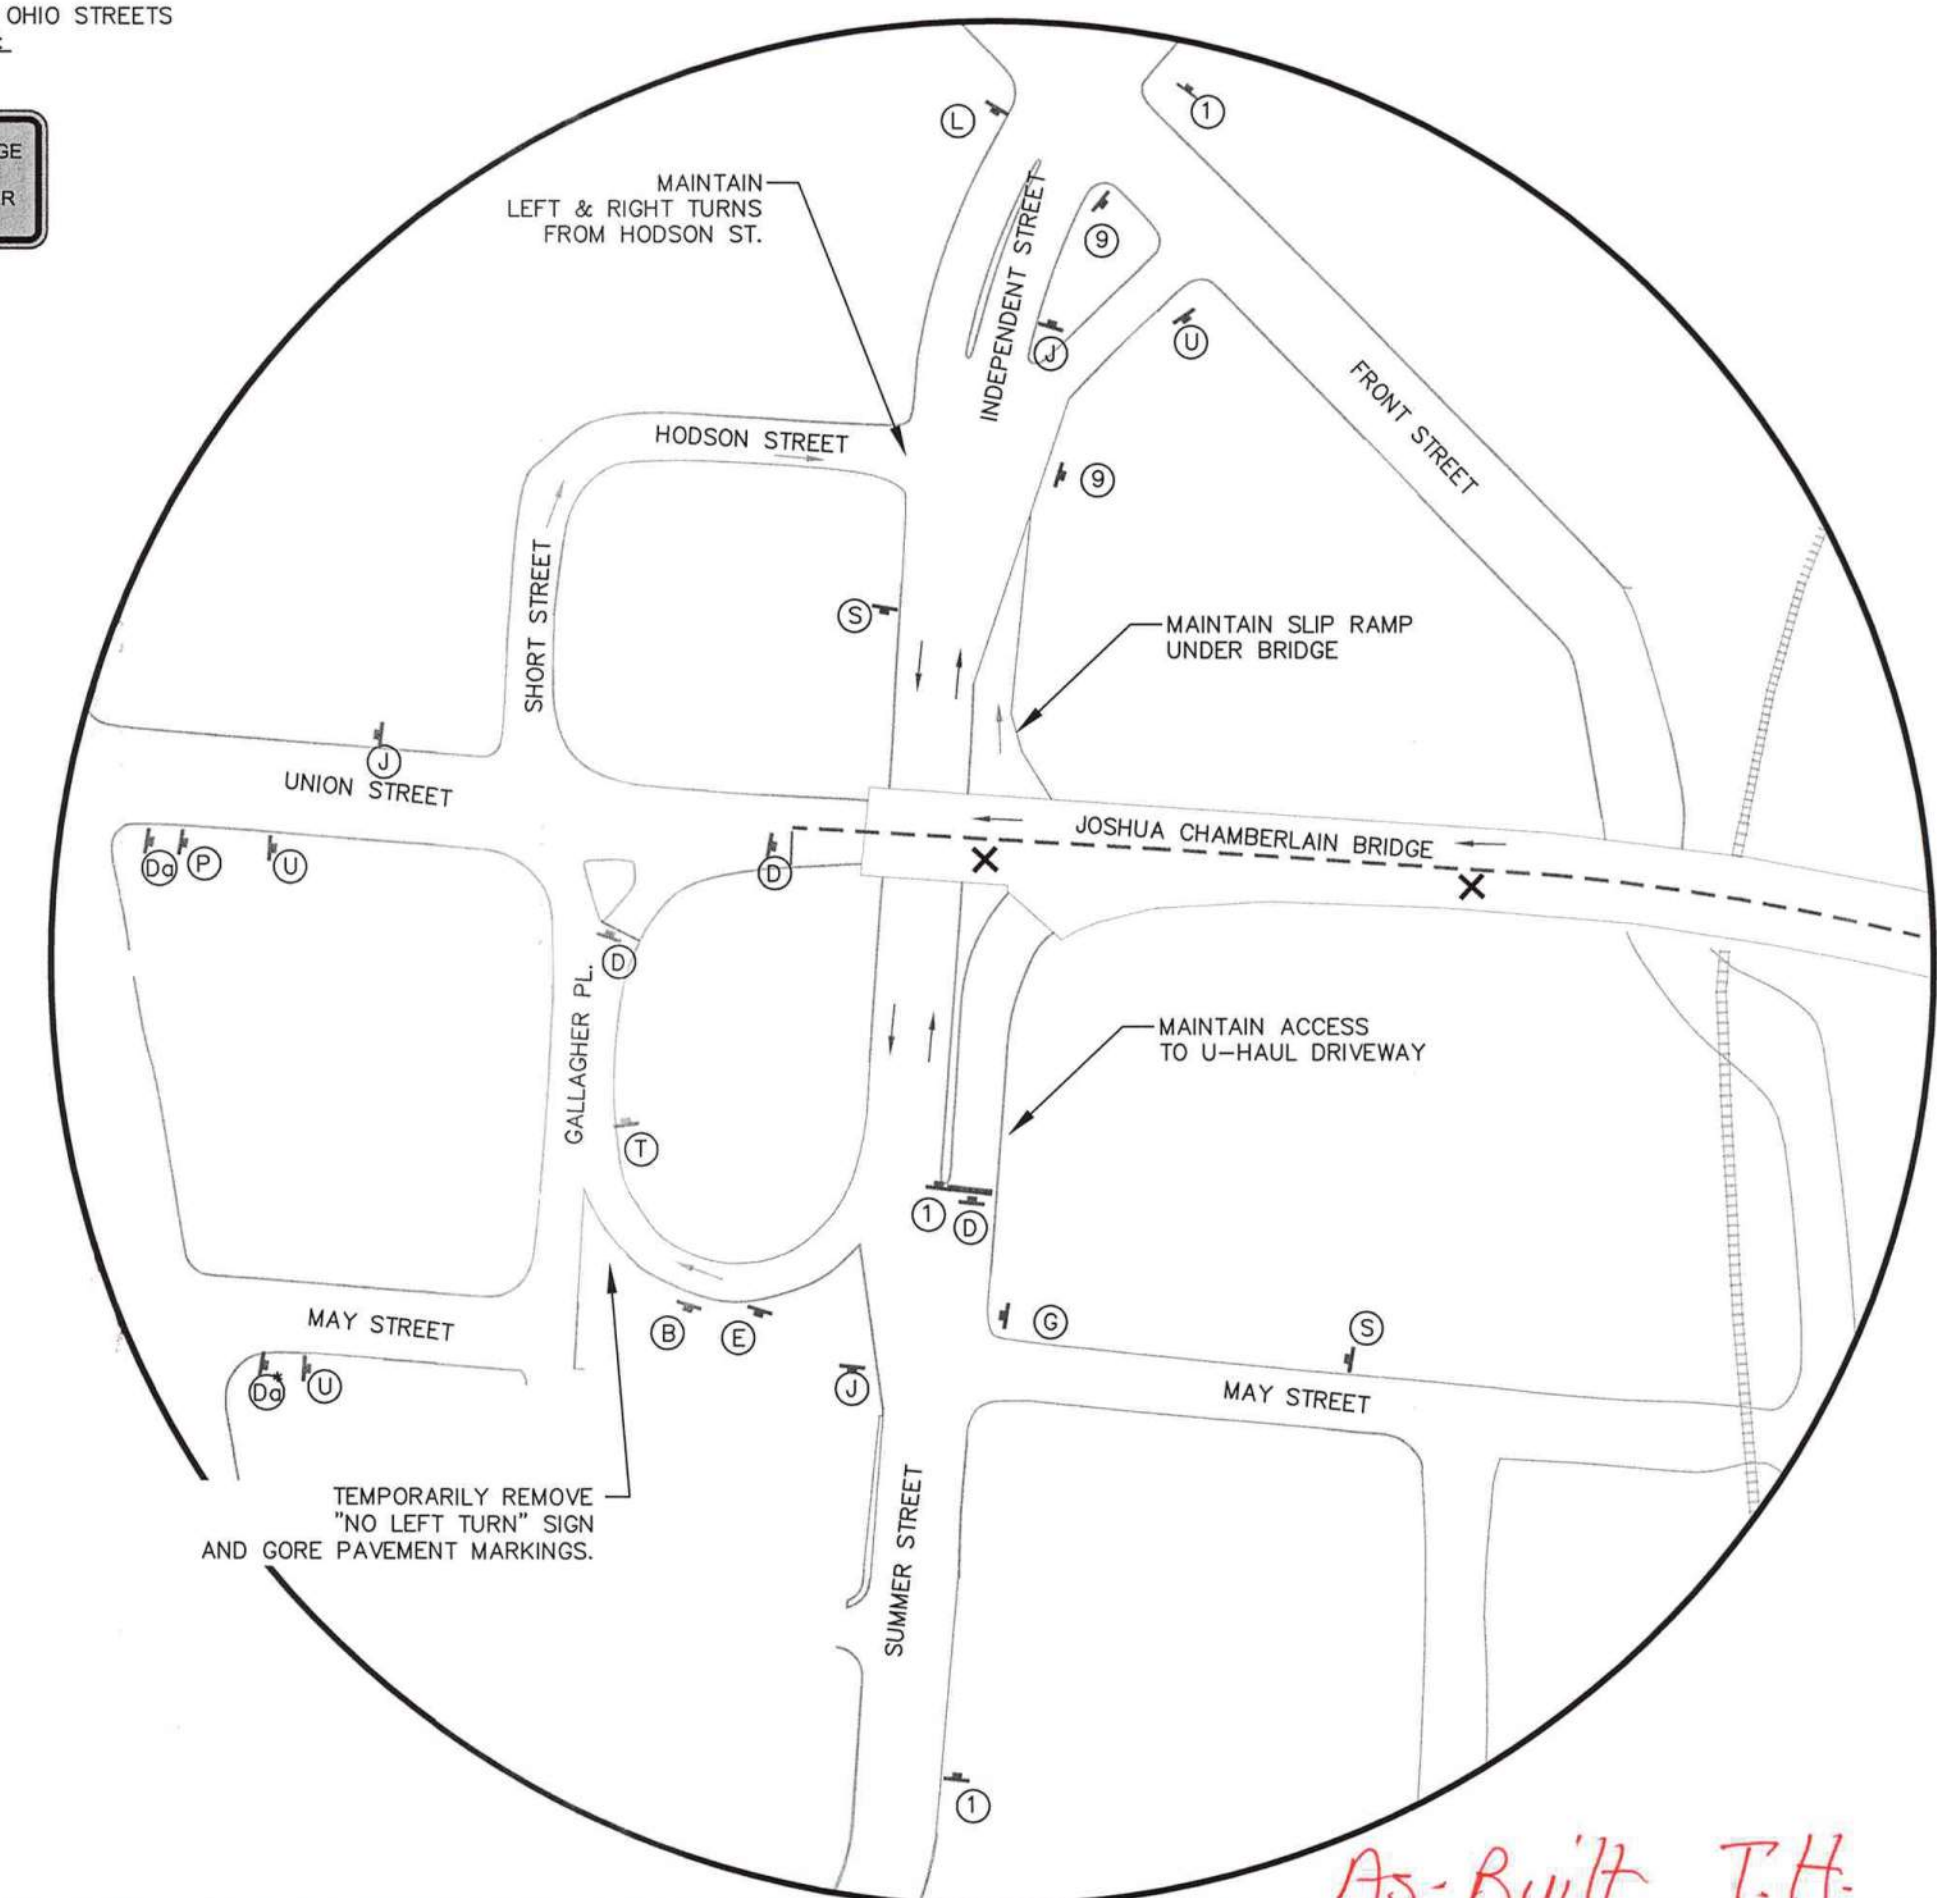 OHIO STREETS
GE
R
L
1
MAINTAIN
LEFT & RIGHT TURNS
FROM HODSON ST.
9
INDEPENDENT STREET
J
U
FRONT STREET
HODSON STREET
9
SHORT STREET
S
MAINTAIN SLIP RAMP
UNDER BRIDGE
J
UNION STREET
JOSHUA CHAMBERLAIN BRIDGE
Da
P
U
D
X
X
D
GALLAGHER PL.
MAINTAIN ACCESS
TO U-HAUL DRIVEWAY
T
1
D
MAY STREET
B
E
G
S
Da*
U
J
MAY STREET
TEMPORARILY REMOVE
"NO LEFT TURN" SIGN
AND GORE PAVEMENT MARKINGS.
SUMMER STREET
1
As-Built T.H.